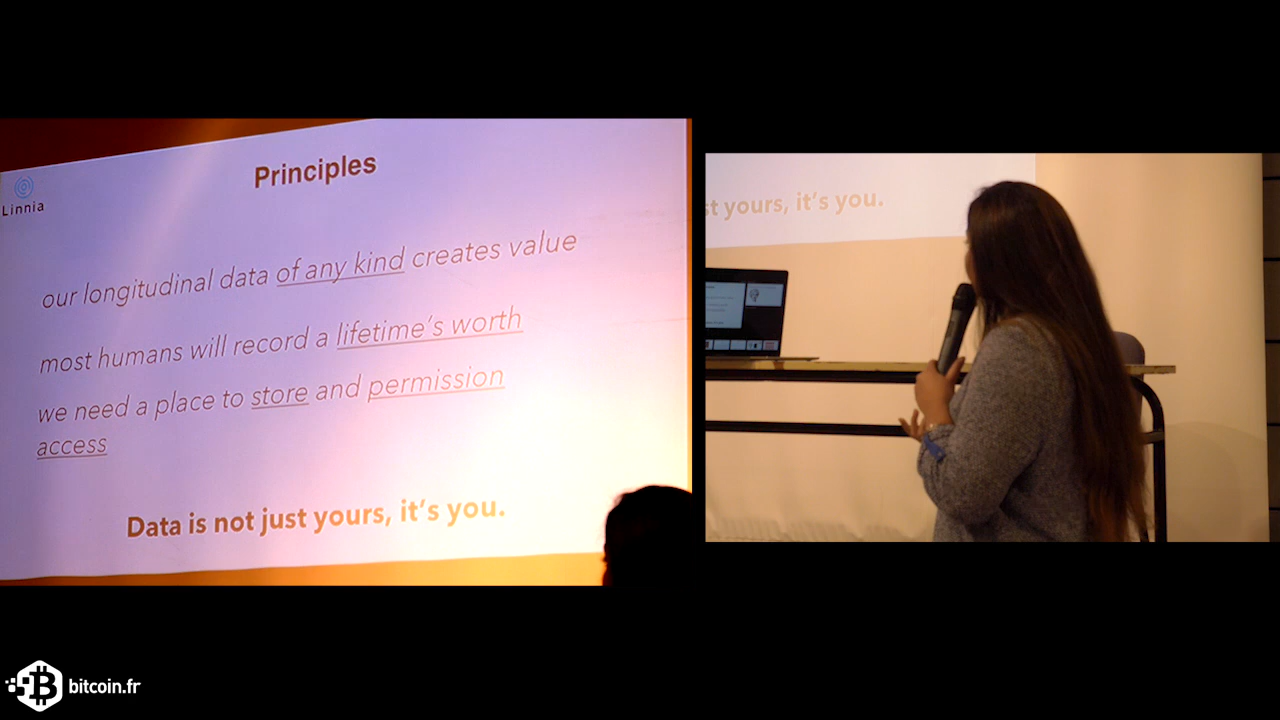 Principles
Linnia
our longitudinal data of any kind creates value
most humans will record a lifetime's worth
we need a place to store and permission
access
Data is not just yours, it's you.
st yours, it's you.
bitcoin.fr